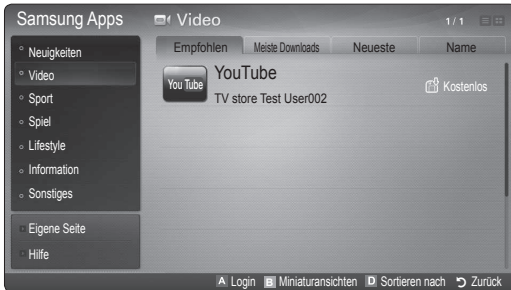 Samsung Apps
Video
1/1
Neuigkeiten
Video
Sport
Spiel
Lifestyle
Information
Sonstiges
Eigene Seite
Hilfe
Empfohlen Meiste Downloads Neueste Name
You Tube
YouTube
TV store Test User002
Kostenlos
A Login B Miniaturansichten D Sortieren nach Zurück